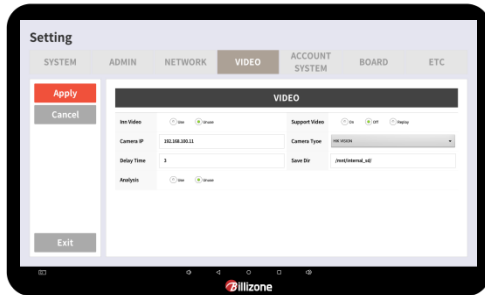 Setting
SYSTEM ADMIN NETWORK VIDEO ACCOUNT SYSTEM BOARD ETC
Apply
Cancel
Exit
VIDEO
Inn Video Use Unuse Support Video On Off Replay
Camera IP 192.168.100.11 Camera Type
Delay Time 3 Save Dir /mnt/internal_sd/
Analysis Use Unuse
Billizone